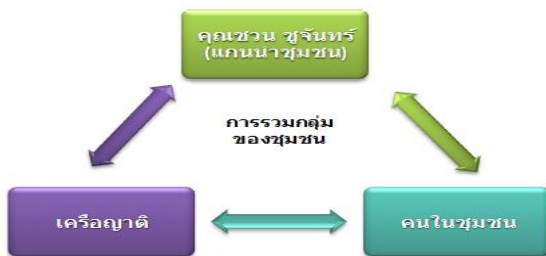 คุณชวน ชูจันทร์
(แกนนำชุมชน)
การรวมกลุ่ม
ของชุมชน
เครือญาติ
คนในชุมชน